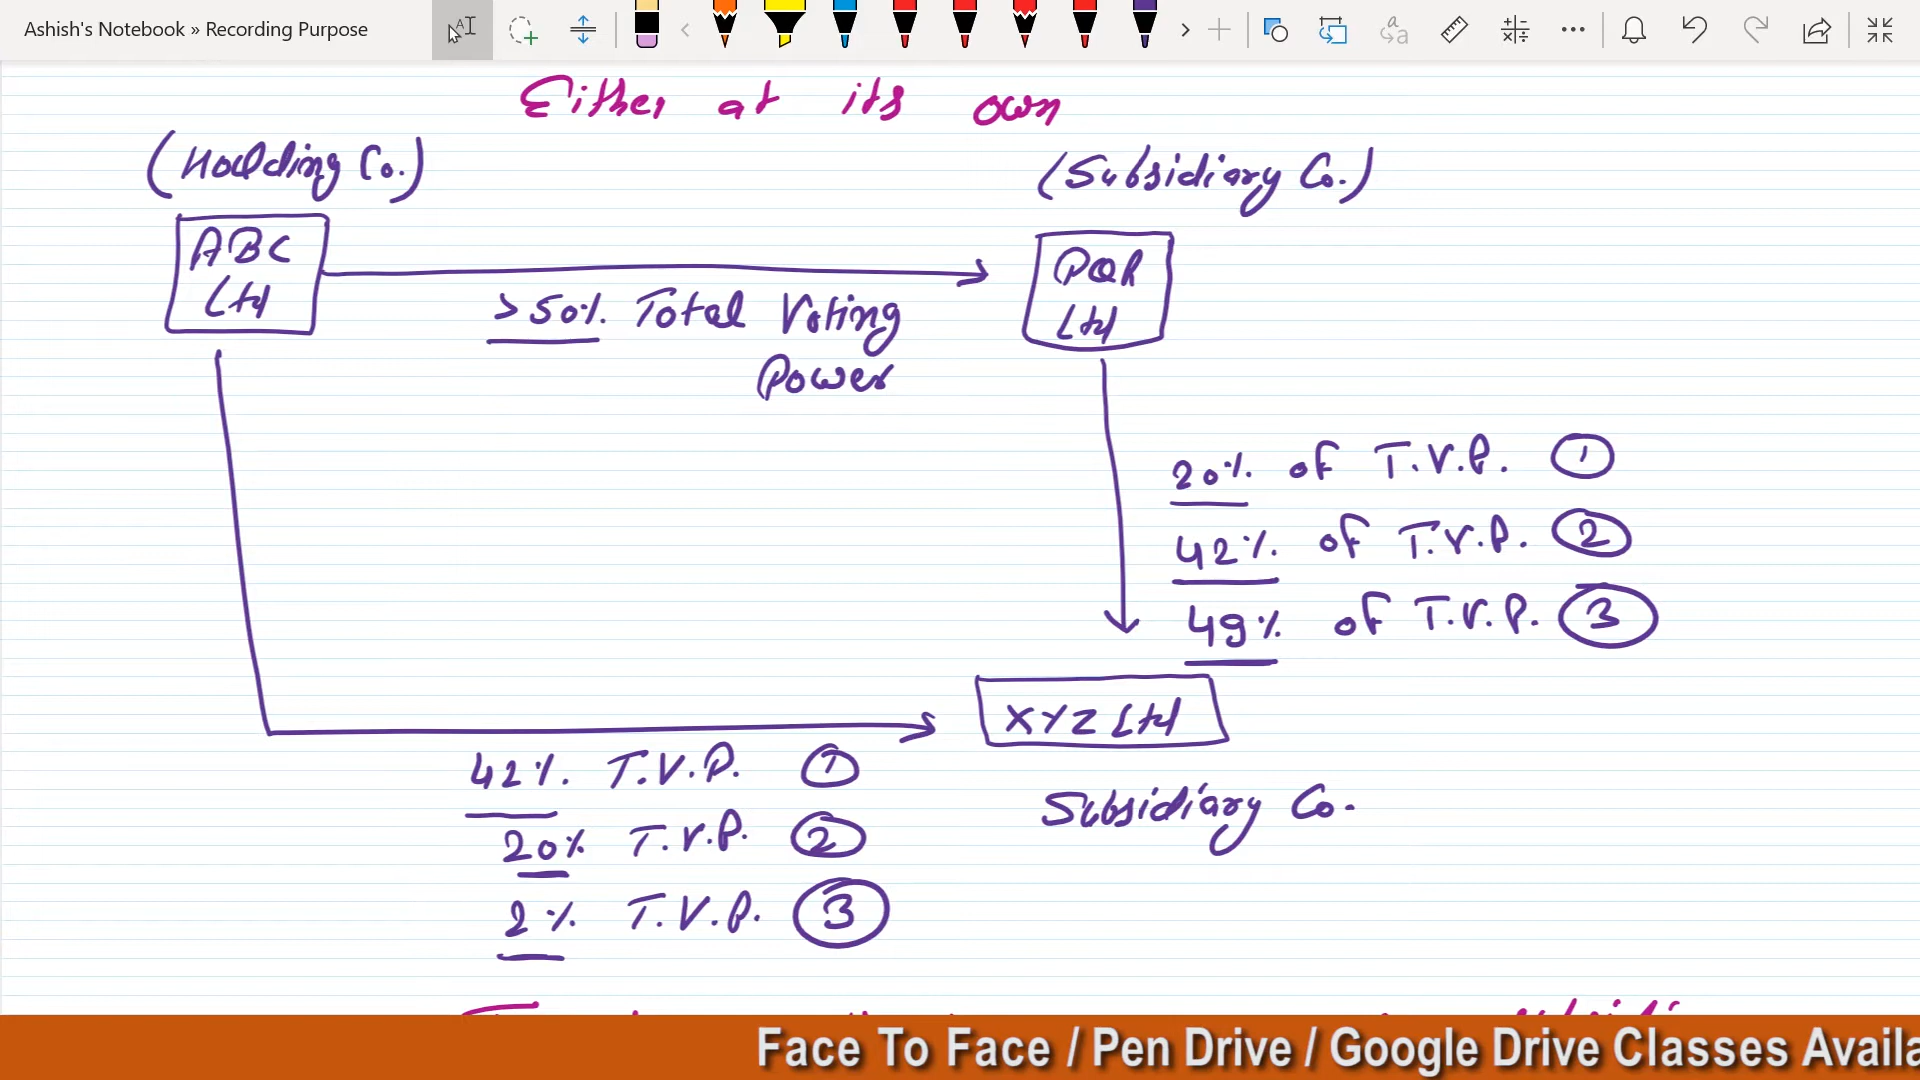 Ashish's Notebook » Recording Purpose
Either at its own
(Houlding Co.)
(Subsidiary Co.)
ABC
Ltd
PQR
Ltd
>50% Total Voting
Power
20% of T.V.P. 1
42% of T.V.P. 2
49% of T.V.P. 3
XYZ Ltd
42% T.V.P. 1
Subsidiary Co.
20% T.V.P. 2
2% T.V.P. 3
Face To Face / Pen Drive / Google Drive Classes Availa